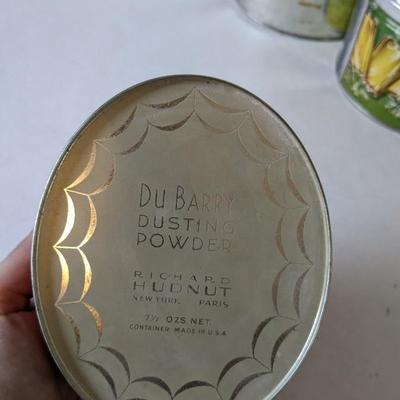 DU BARRY
DUSTING
POWDER
RICHARD
HUDNUT
NEW YORK PARIS
7½ OZS. NET.
CONTAINER MADE IN U.S.A.